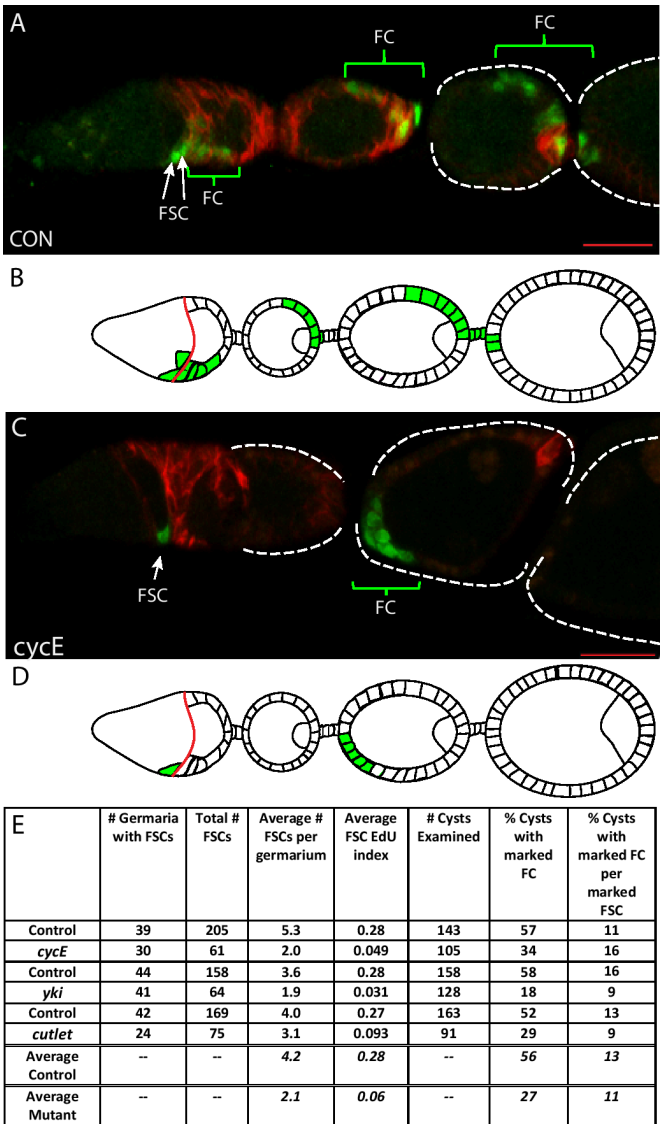 A
FC
FC
FSC
FC
CON
B
C
FSC
FC
cycE
D
E
# Germaria with FSCs | Total # FSCs | Average # FSCs per germarium | Average FSC EdU index | # Cysts Examined | % Cysts with marked FC | % Cysts with marked FC per marked FSC
Control | 39 | 205 | 5.3 | 0.28 | 143 | 57 | 11
cycE | 30 | 61 | 2.0 | 0.049 | 105 | 34 | 16
Control | 44 | 158 | 3.6 | 0.28 | 158 | 58 | 16
yki | 41 | 64 | 1.9 | 0.031 | 128 | 18 | 9
Control | 42 | 169 | 4.0 | 0.27 | 163 | 52 | 13
cutlet | 24 | 75 | 3.1 | 0.093 | 91 | 29 | 9
Average Control | -- | -- | 4.2 | 0.28 | -- | 56 | 13
Average Mutant | -- | -- | 2.1 | 0.06 | -- | 27 | 11